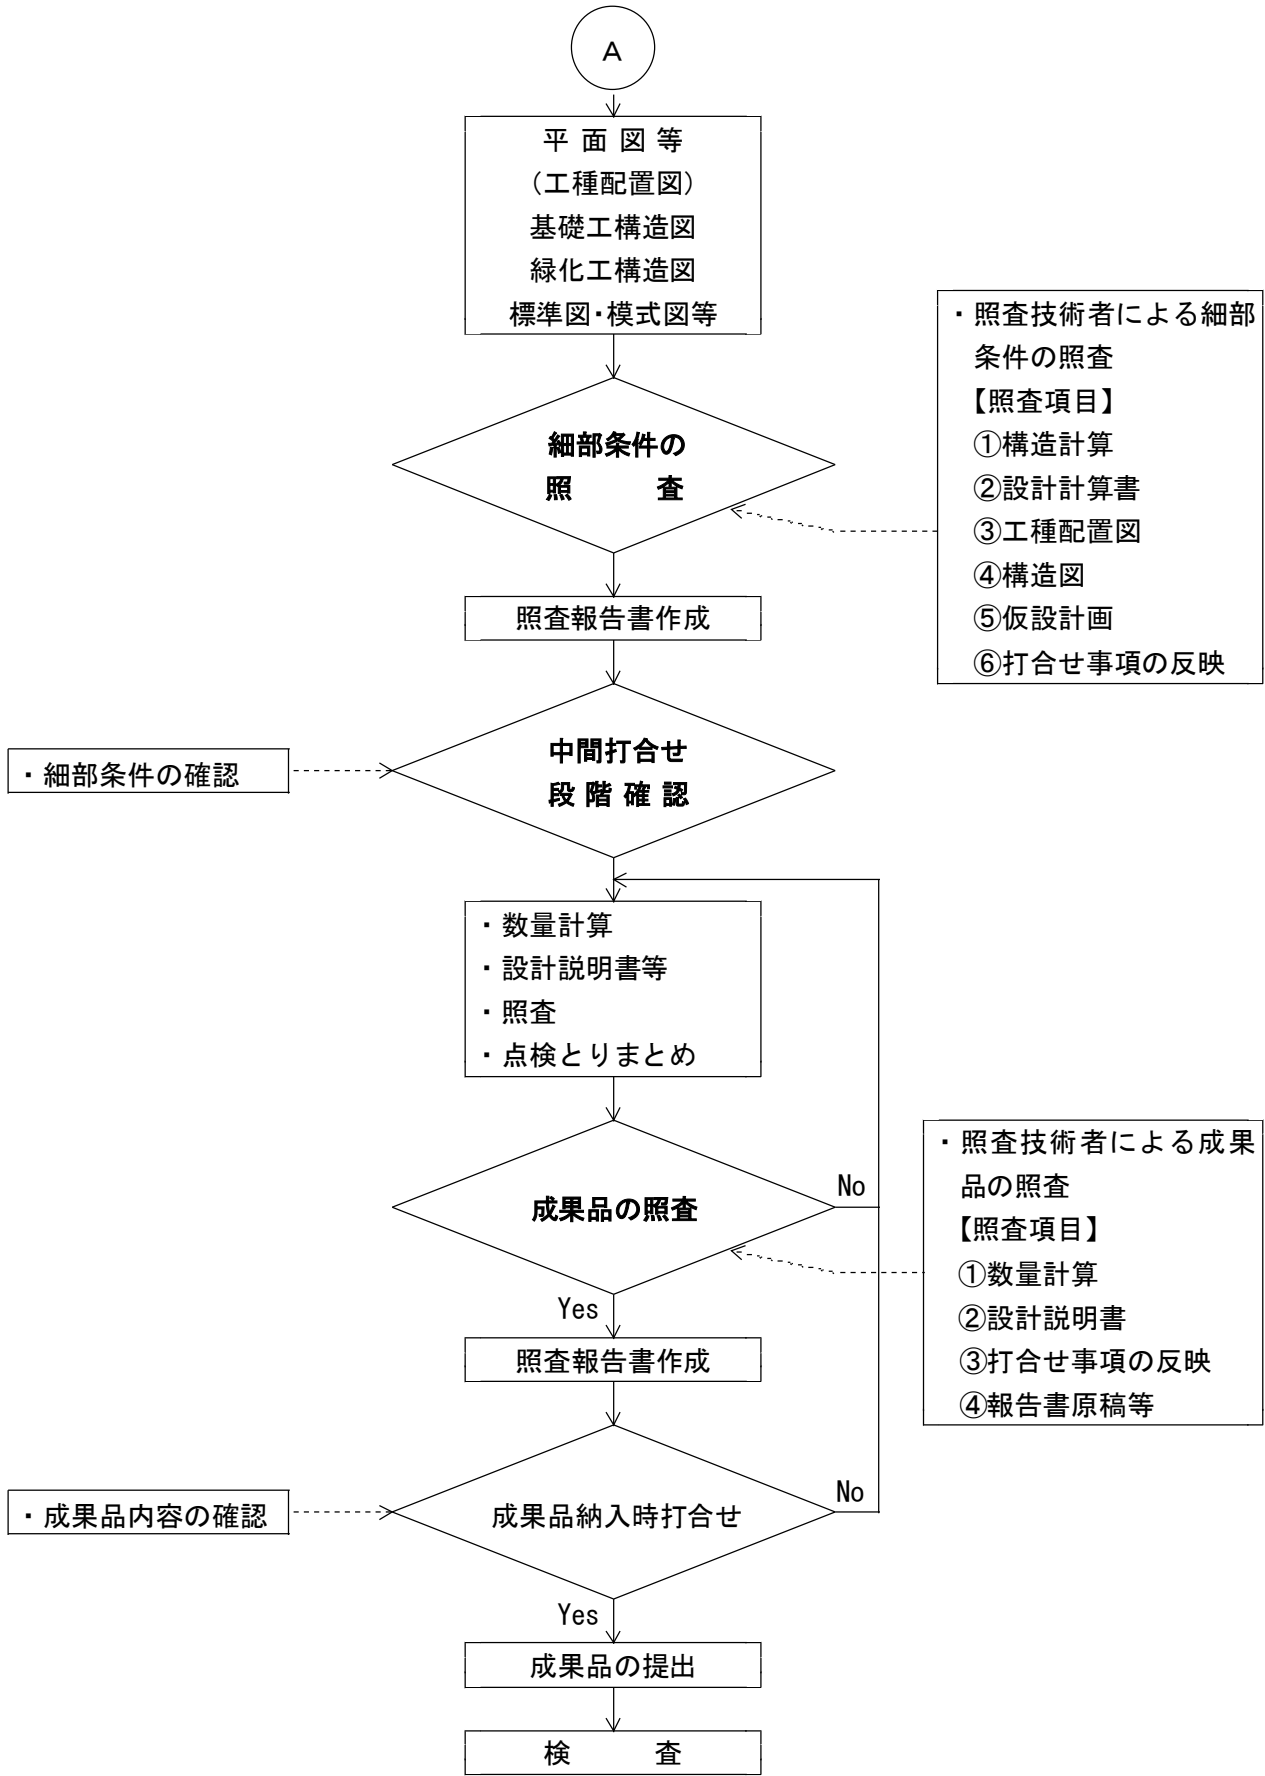 A
平面図等
(工種配置図)
基礎工構造図
緑化工構造図
標準図・模式図等
・照査技術者による細部
条件の照査
【照査項目】
①構造計算
②設計計算書
③工種配置図
④構造図
⑤仮設計画
⑥打合せ事項の反映
細部条件の
照　　　査
照査報告書作成
・細部条件の確認
中間打合せ
段階確認
・数量計算
・設計説明書等
・照査
・点検とりまとめ
・照査技術者による成果
品の照査
【照査項目】
①数量計算
②設計説明書
③打合せ事項の反映
④報告書原稿等
成果品の照査
No
Yes
照査報告書作成
・成果品内容の確認
成果品納入時打合せ
No
Yes
成果品の提出
検　　　査